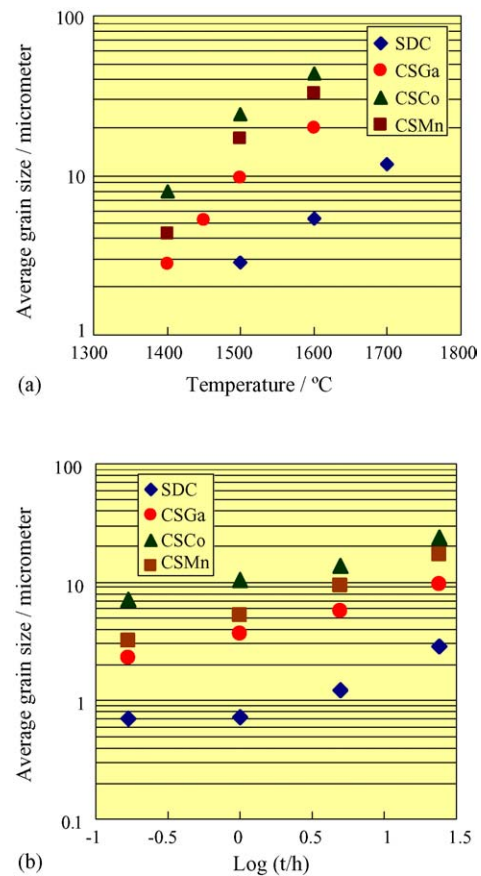 100
SDC
CSGa
CSCo
CSMn
10
1
Average grain size / micrometer
1300 1400 1500 1600 1700 1800
(a) Temperature / ºC
100
SDC
CSGa
CSCo
CSMn
10
1
0.1
Average grain size / micrometer
-1 -0.5 0 0.5 1 1.5
(b) Log (t/h)